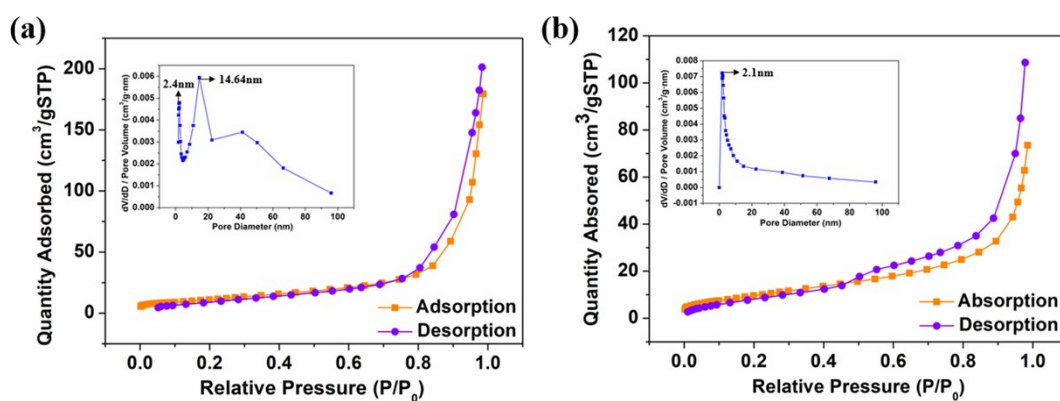 (a)
Quantity Adsorbed (cm³/gSTP)
200
150
100
50
0
0.0 0.2 0.4 0.6 0.8 1.0
Relative Pressure (P/P₀)
Adsorption
Desorption
dV/dD / Pore Volume (cm³/g·nm)
0.006
0.005
0.004
0.003
0.002
0.001
0.000
0 20 40 60 80 100
Pore Diameter (nm)
2.4nm
14.64nm
(b)
Quantity Absored (cm³/gSTP)
120
100
80
60
40
20
0
0.0 0.2 0.4 0.6 0.8 1.0
Relative Pressure (P/P₀)
Absorption
Desorption
dV/dD / Pore Volume (cm³/g·nm)
0.008
0.007
0.006
0.005
0.004
0.003
0.002
0.001
0.000
-0.001
0 20 40 60 80 100
Pore Diameter (nm)
2.1nm